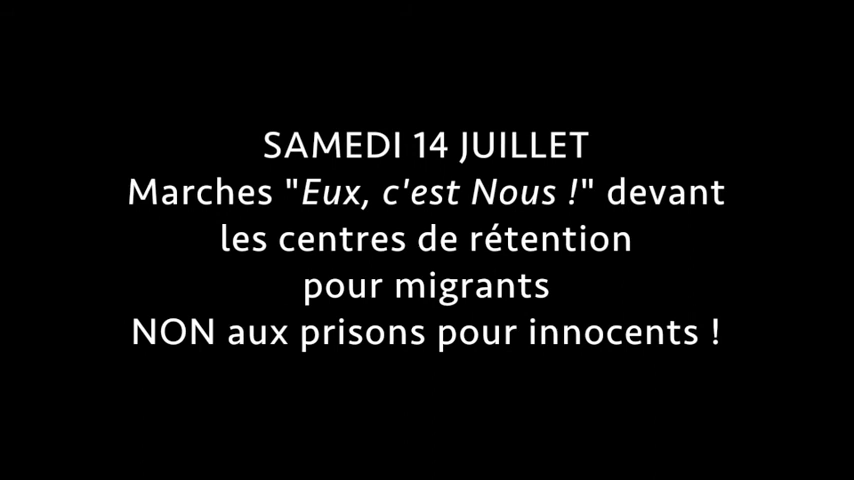 SAMEDI 14 JUILLET
Marches "Eux, c'est Nous !" devant
les centres de rétention
pour migrants
NON aux prisons pour innocents !